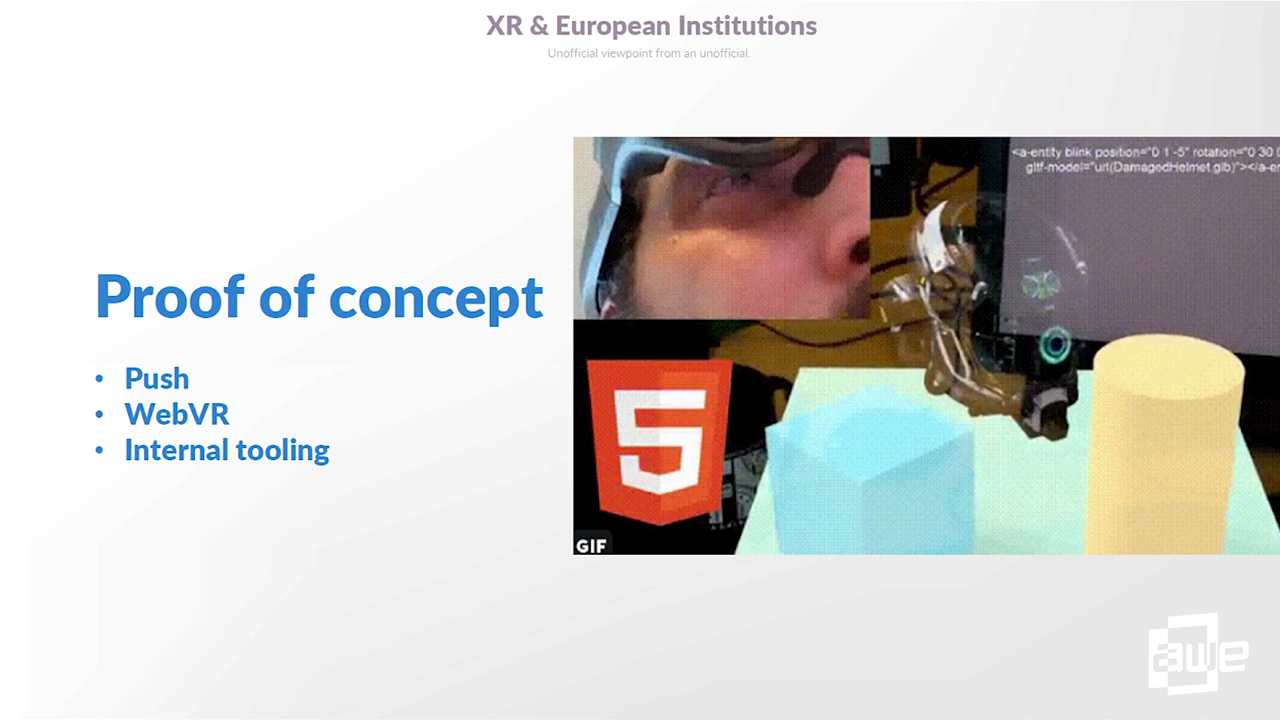 XR & European Institutions
Unofficial viewpoint from an unofficial.
Proof of concept
• Push
• WebVR
• Internal tooling
<a-entity blink position="0 1 -5" rotation="0 30
gltf-model="url(DamagedHelmet.glb)"></a-en
5
GIF
awe